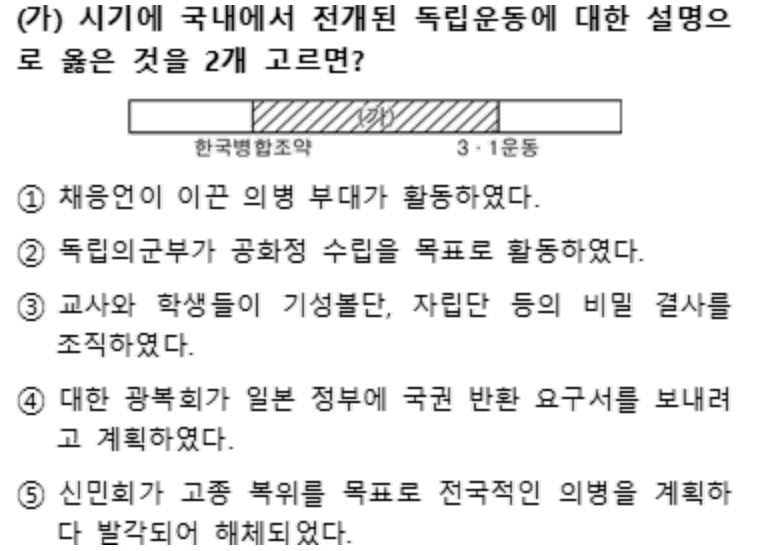 (가) 시기에 국내에서 전개된 독립운동에 대한 설명으
로 옳은 것을 2개 고르면?
(가)
한국병합조약 3·1운동
① 채응언이 이끈 의병 부대가 활동하였다.
② 독립의군부가 공화정 수립을 목표로 활동하였다.
③ 교사와 학생들이 기성볼단, 자립단 등의 비밀 결사를
조직하였다.
④ 대한 광복회가 일본 정부에 국권 반환 요구서를 보내려
고 계획하였다.
⑤ 신민회가 고종 복위를 목표로 전국적인 의병을 계획하
다 발각되어 해체되었다.